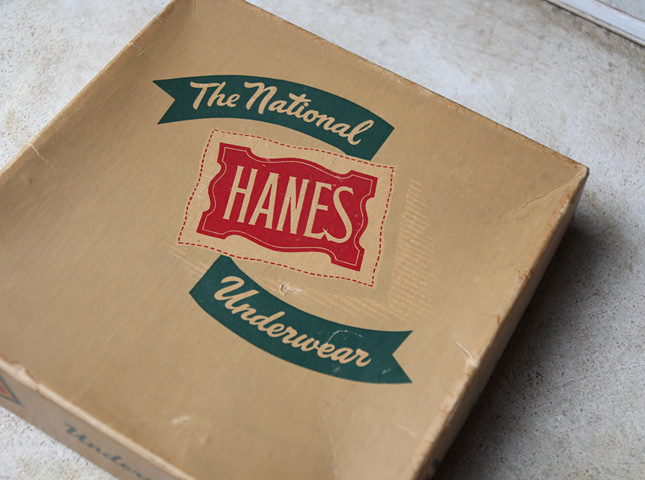 The National
HANES
Underwear